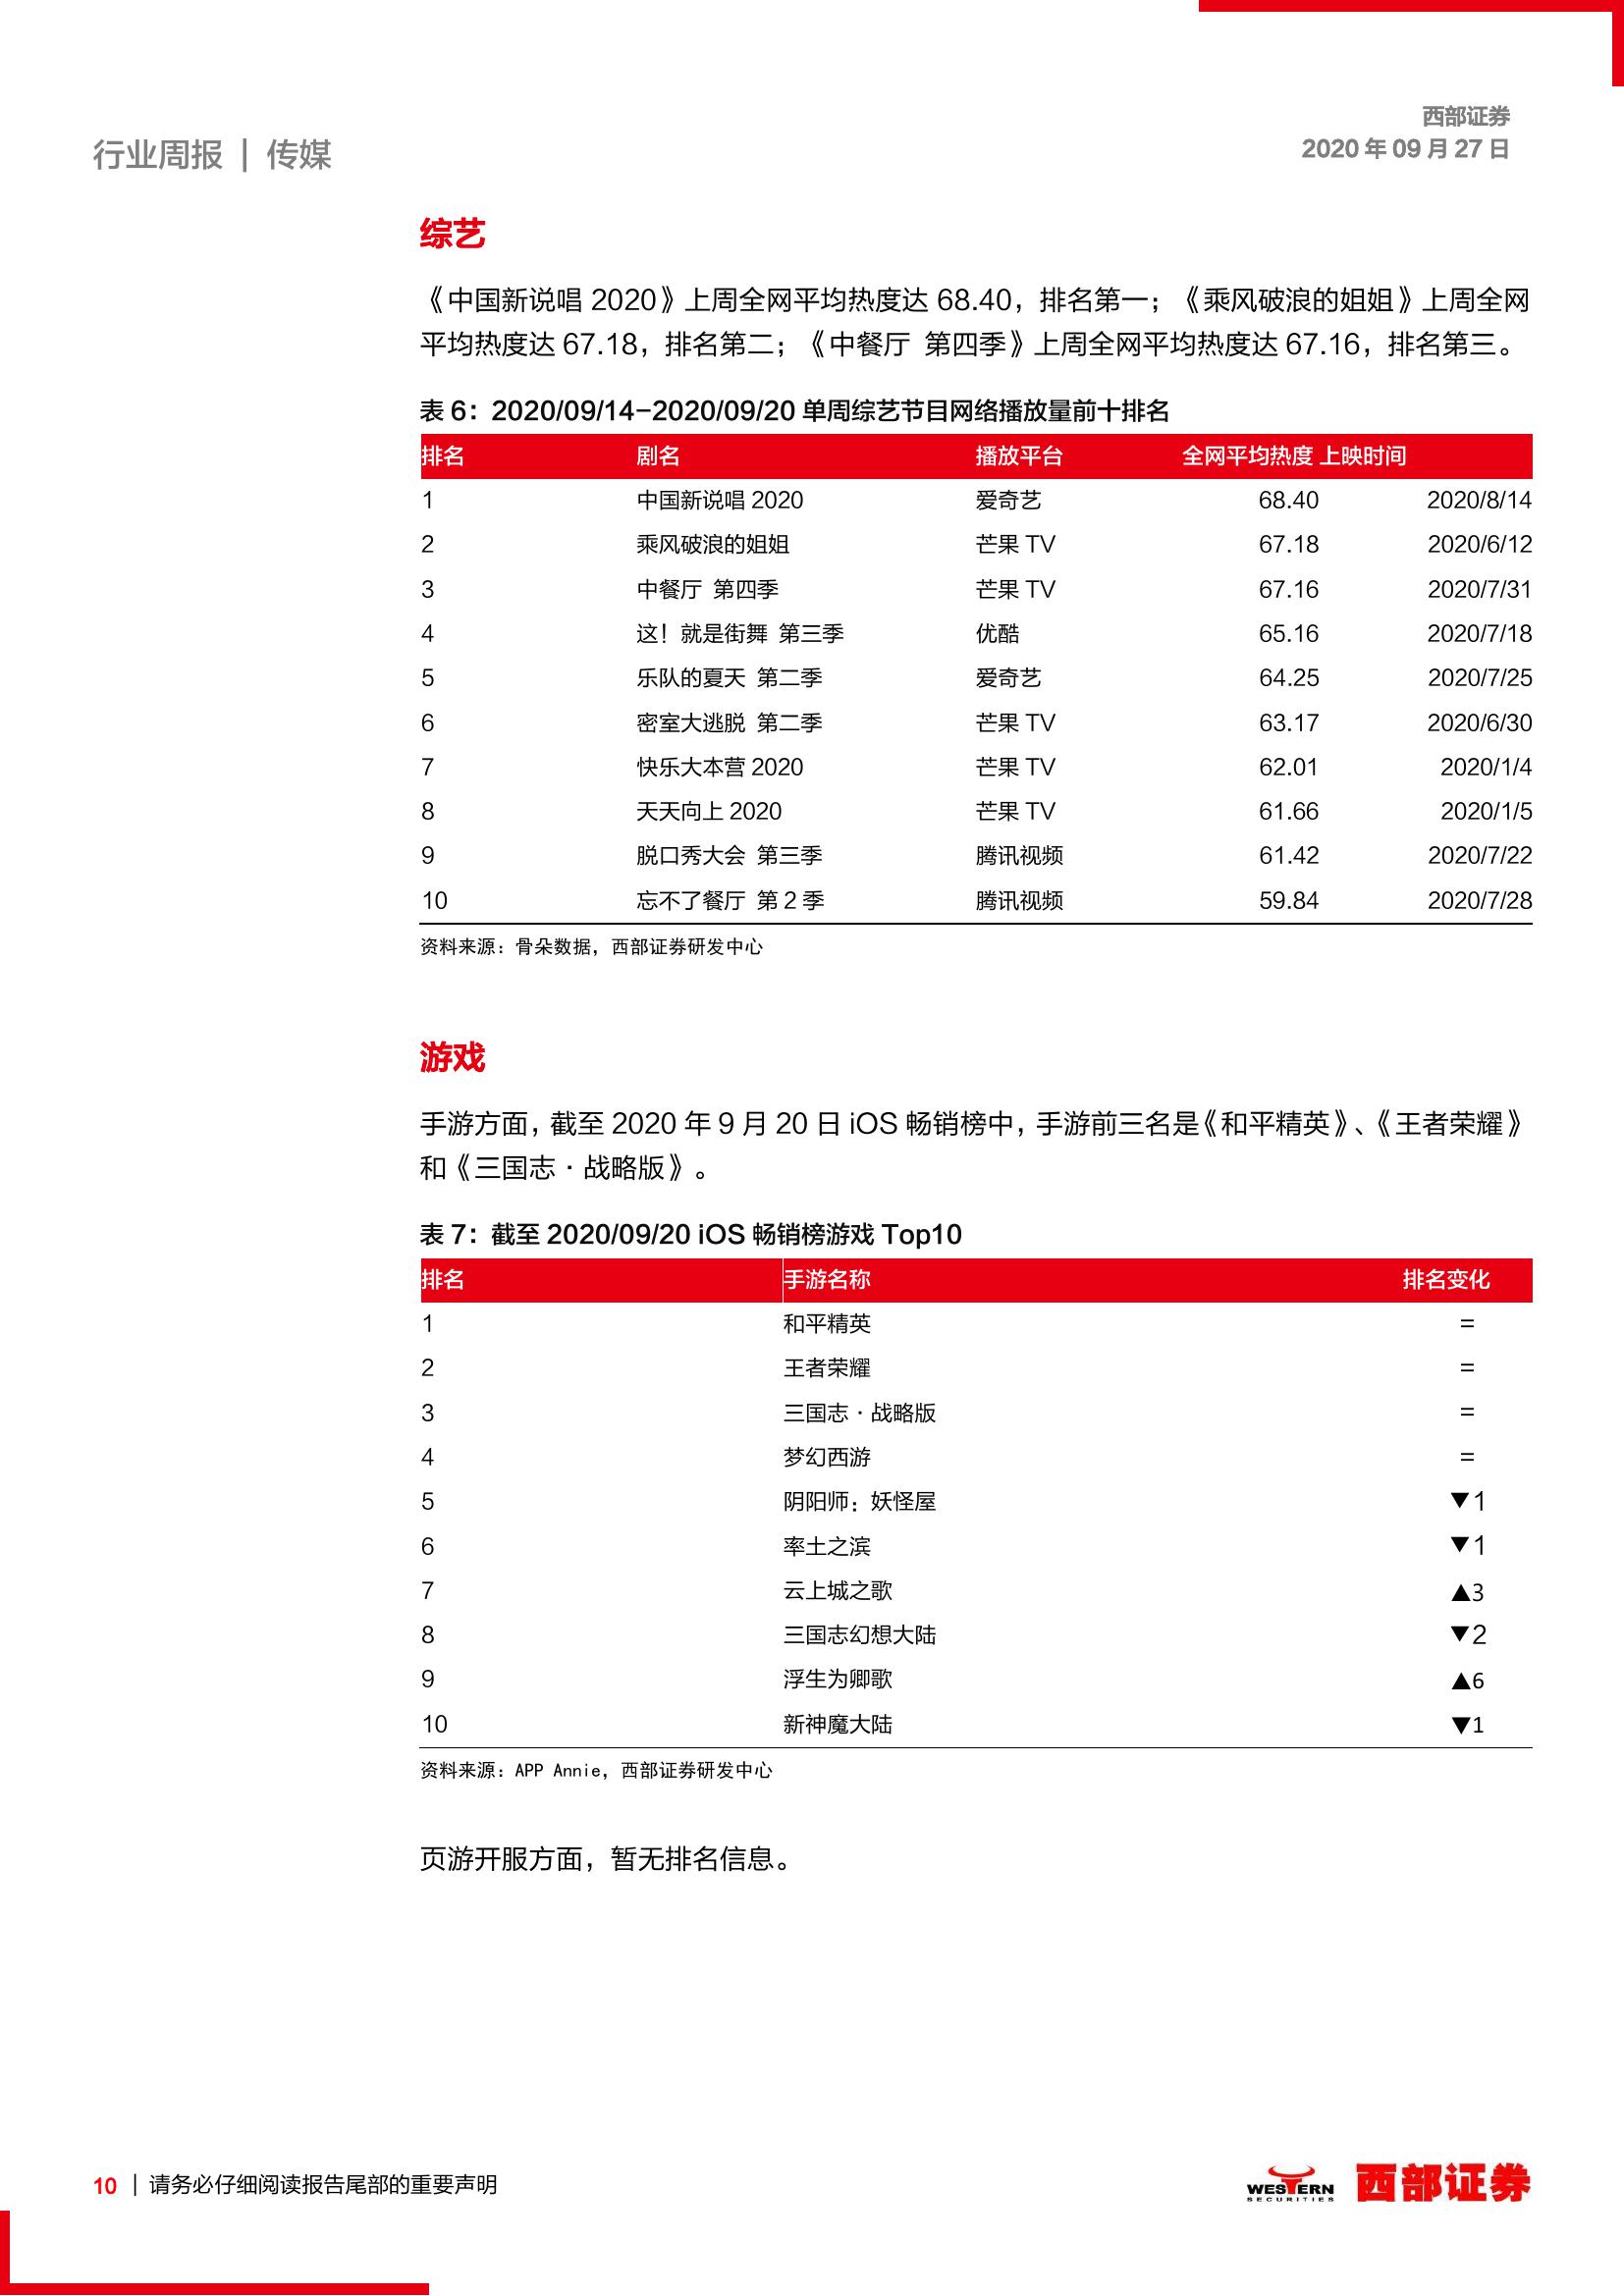 西部证券
行业周报 | 传媒
2020 年 09 月 27 日
综艺
《中国新说唱 2020》上周全网平均热度达 68.40，排名第一；《乘风破浪的姐姐》上周全网
平均热度达 67.18，排名第二；《中餐厅 第四季》上周全网平均热度达 67.16，排名第三。
表 6：2020/09/14-2020/09/20 单周综艺节目网络播放量前十排名
排名 剧名 播放平台 全网平均热度 上映时间
1 中国新说唱 2020 爱奇艺 68.40 2020/8/14
2 乘风破浪的姐姐 芒果 TV 67.18 2020/6/12
3 中餐厅 第四季 芒果 TV 67.16 2020/7/31
4 这！就是街舞 第三季 优酷 65.16 2020/7/18
5 乐队的夏天 第二季 爱奇艺 64.25 2020/7/25
6 密室大逃脱 第二季 芒果 TV 63.17 2020/6/30
7 快乐大本营 2020 芒果 TV 62.01 2020/1/4
8 天天向上 2020 芒果 TV 61.66 2020/1/5
9 脱口秀大会 第三季 腾讯视频 61.42 2020/7/22
10 忘不了餐厅 第 2 季 腾讯视频 59.84 2020/7/28
资料来源：骨朵数据，西部证券研发中心
游戏
手游方面，截至 2020 年 9 月 20 日 iOS 畅销榜中，手游前三名是《和平精英》、《王者荣耀》
和《三国志·战略版》。
表 7：截至 2020/09/20 iOS 畅销榜游戏 Top10
排名 手游名称 排名变化
1 和平精英 =
2 王者荣耀 =
3 三国志·战略版 =
4 梦幻西游 =
5 阴阳师：妖怪屋 ▼1
6 率土之滨 ▼1
7 云上城之歌 ▲3
8 三国志幻想大陆 ▼2
9 浮生为卿歌 ▲6
10 新神魔大陆 ▼1
资料来源：APP Annie，西部证券研发中心
页游开服方面，暂无排名信息。
10 | 请务必仔细阅读报告尾部的重要声明
WESTERN
SECURITIES
西部证券